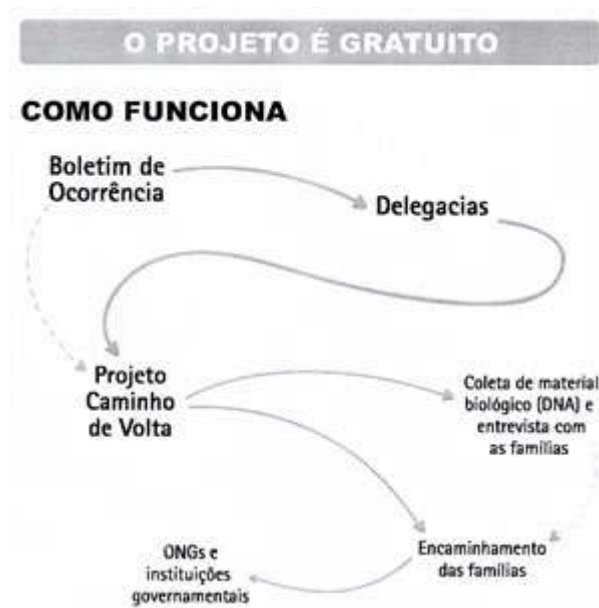 O PROJETO É GRATUITO
COMO FUNCIONA
Boletim de
Ocorrência
Delegacias
Projeto
Caminho
de Volta
Coleta de material
biológico (DNA) e
entrevista com
as famílias
Encaminhamento
das famílias
ONGs e
instituições
governamentais